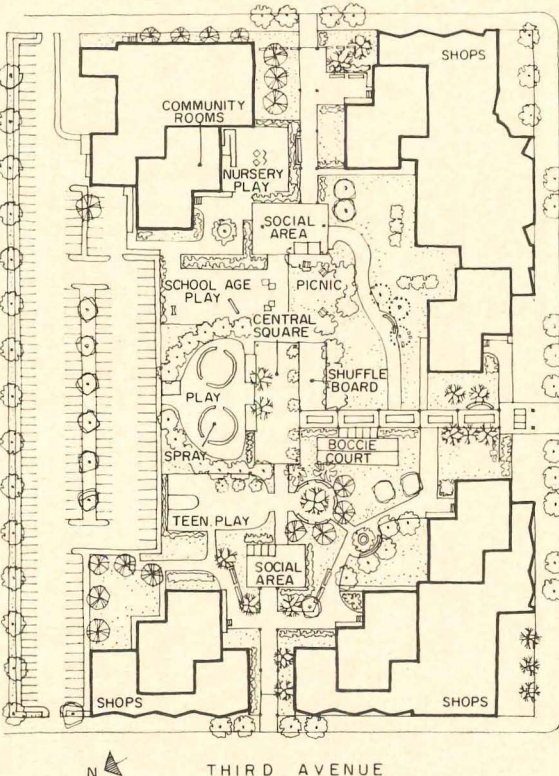 SHOPS
COMMUNITY
ROOMS
NURSERY
PLAY
SOCIAL
AREA
SCHOOL AGE
PLAY
PICNIC
CENTRAL
SQUARE
PLAY
SHUFFLE
BOARD
SPRAY
BOCCIE
COURT
TEEN PLAY
SOCIAL
AREA
SHOPS
SHOPS
N
THIRD AVENUE